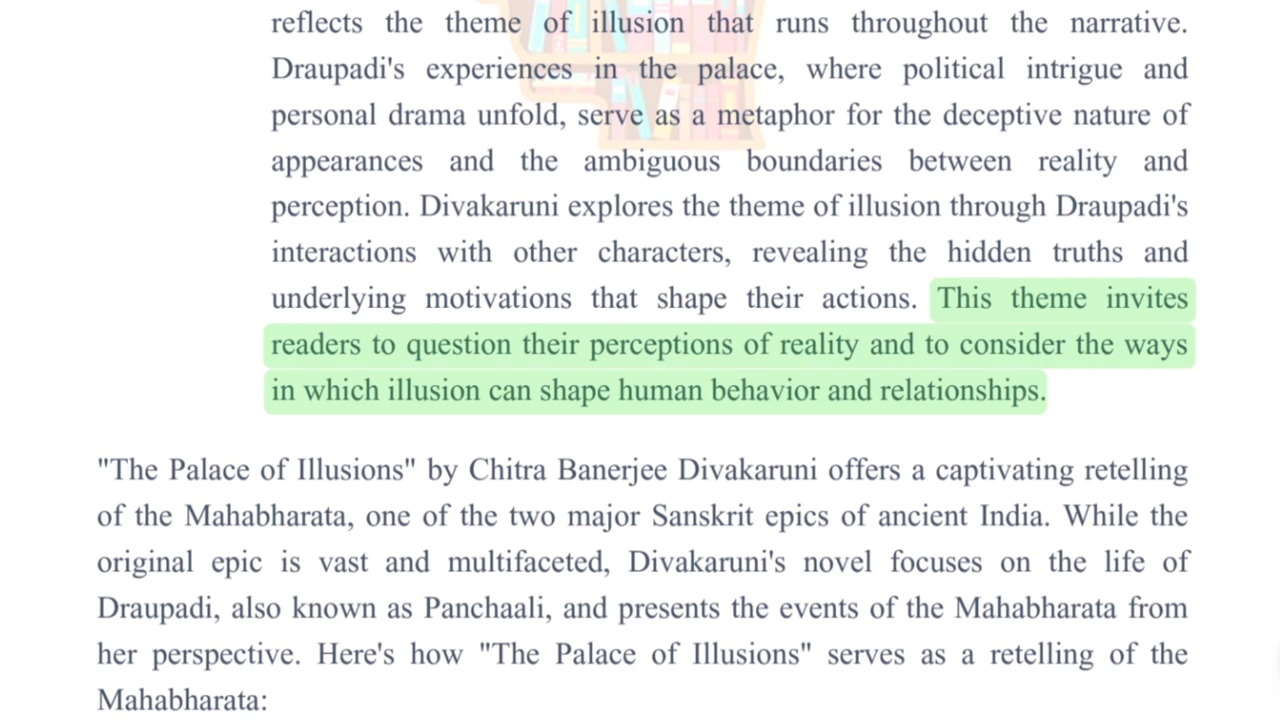 reflects the theme of illusion that runs throughout the narrative.
Draupadi's experiences in the palace, where political intrigue and
personal drama unfold, serve as a metaphor for the deceptive nature of
appearances and the ambiguous boundaries between reality and
perception. Divakaruni explores the theme of illusion through Draupadi's
interactions with other characters, revealing the hidden truths and
underlying motivations that shape their actions. This theme invites
readers to question their perceptions of reality and to consider the ways
in which illusion can shape human behavior and relationships.
"The Palace of Illusions" by Chitra Banerjee Divakaruni offers a captivating retelling
of the Mahabharata, one of the two major Sanskrit epics of ancient India. While the
original epic is vast and multifaceted, Divakaruni's novel focuses on the life of
Draupadi, also known as Panchaali, and presents the events of the Mahabharata from
her perspective. Here's how "The Palace of Illusions" serves as a retelling of the
Mahabharata: